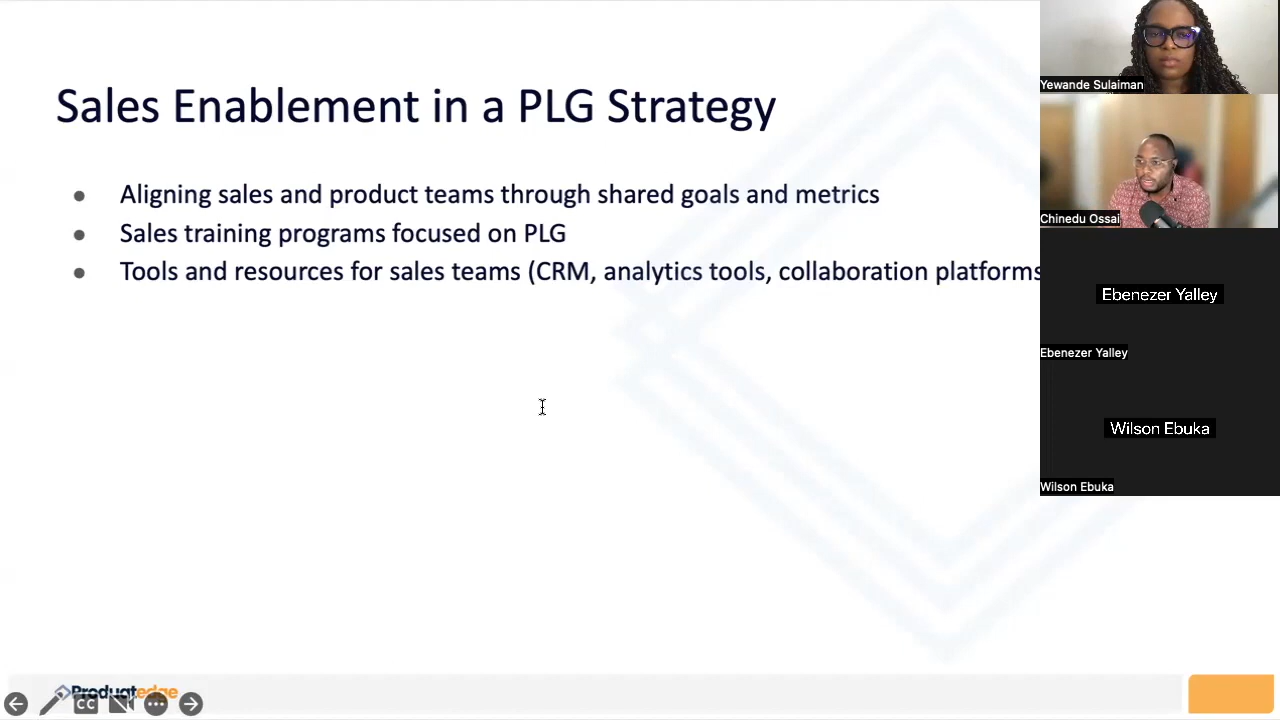 Sales Enablement in a PLG Strategy
● Aligning sales and product teams through shared goals and metrics
● Sales training programs focused on PLG
● Tools and resources for sales teams (CRM, analytics tools, collaboration platforms
Yewande Sulaiman
Chinedu Ossai
Ebenezer Yalley
Ebenezer Yalley
Wilson Ebuka
Wilson Ebuka
Productedge
CC